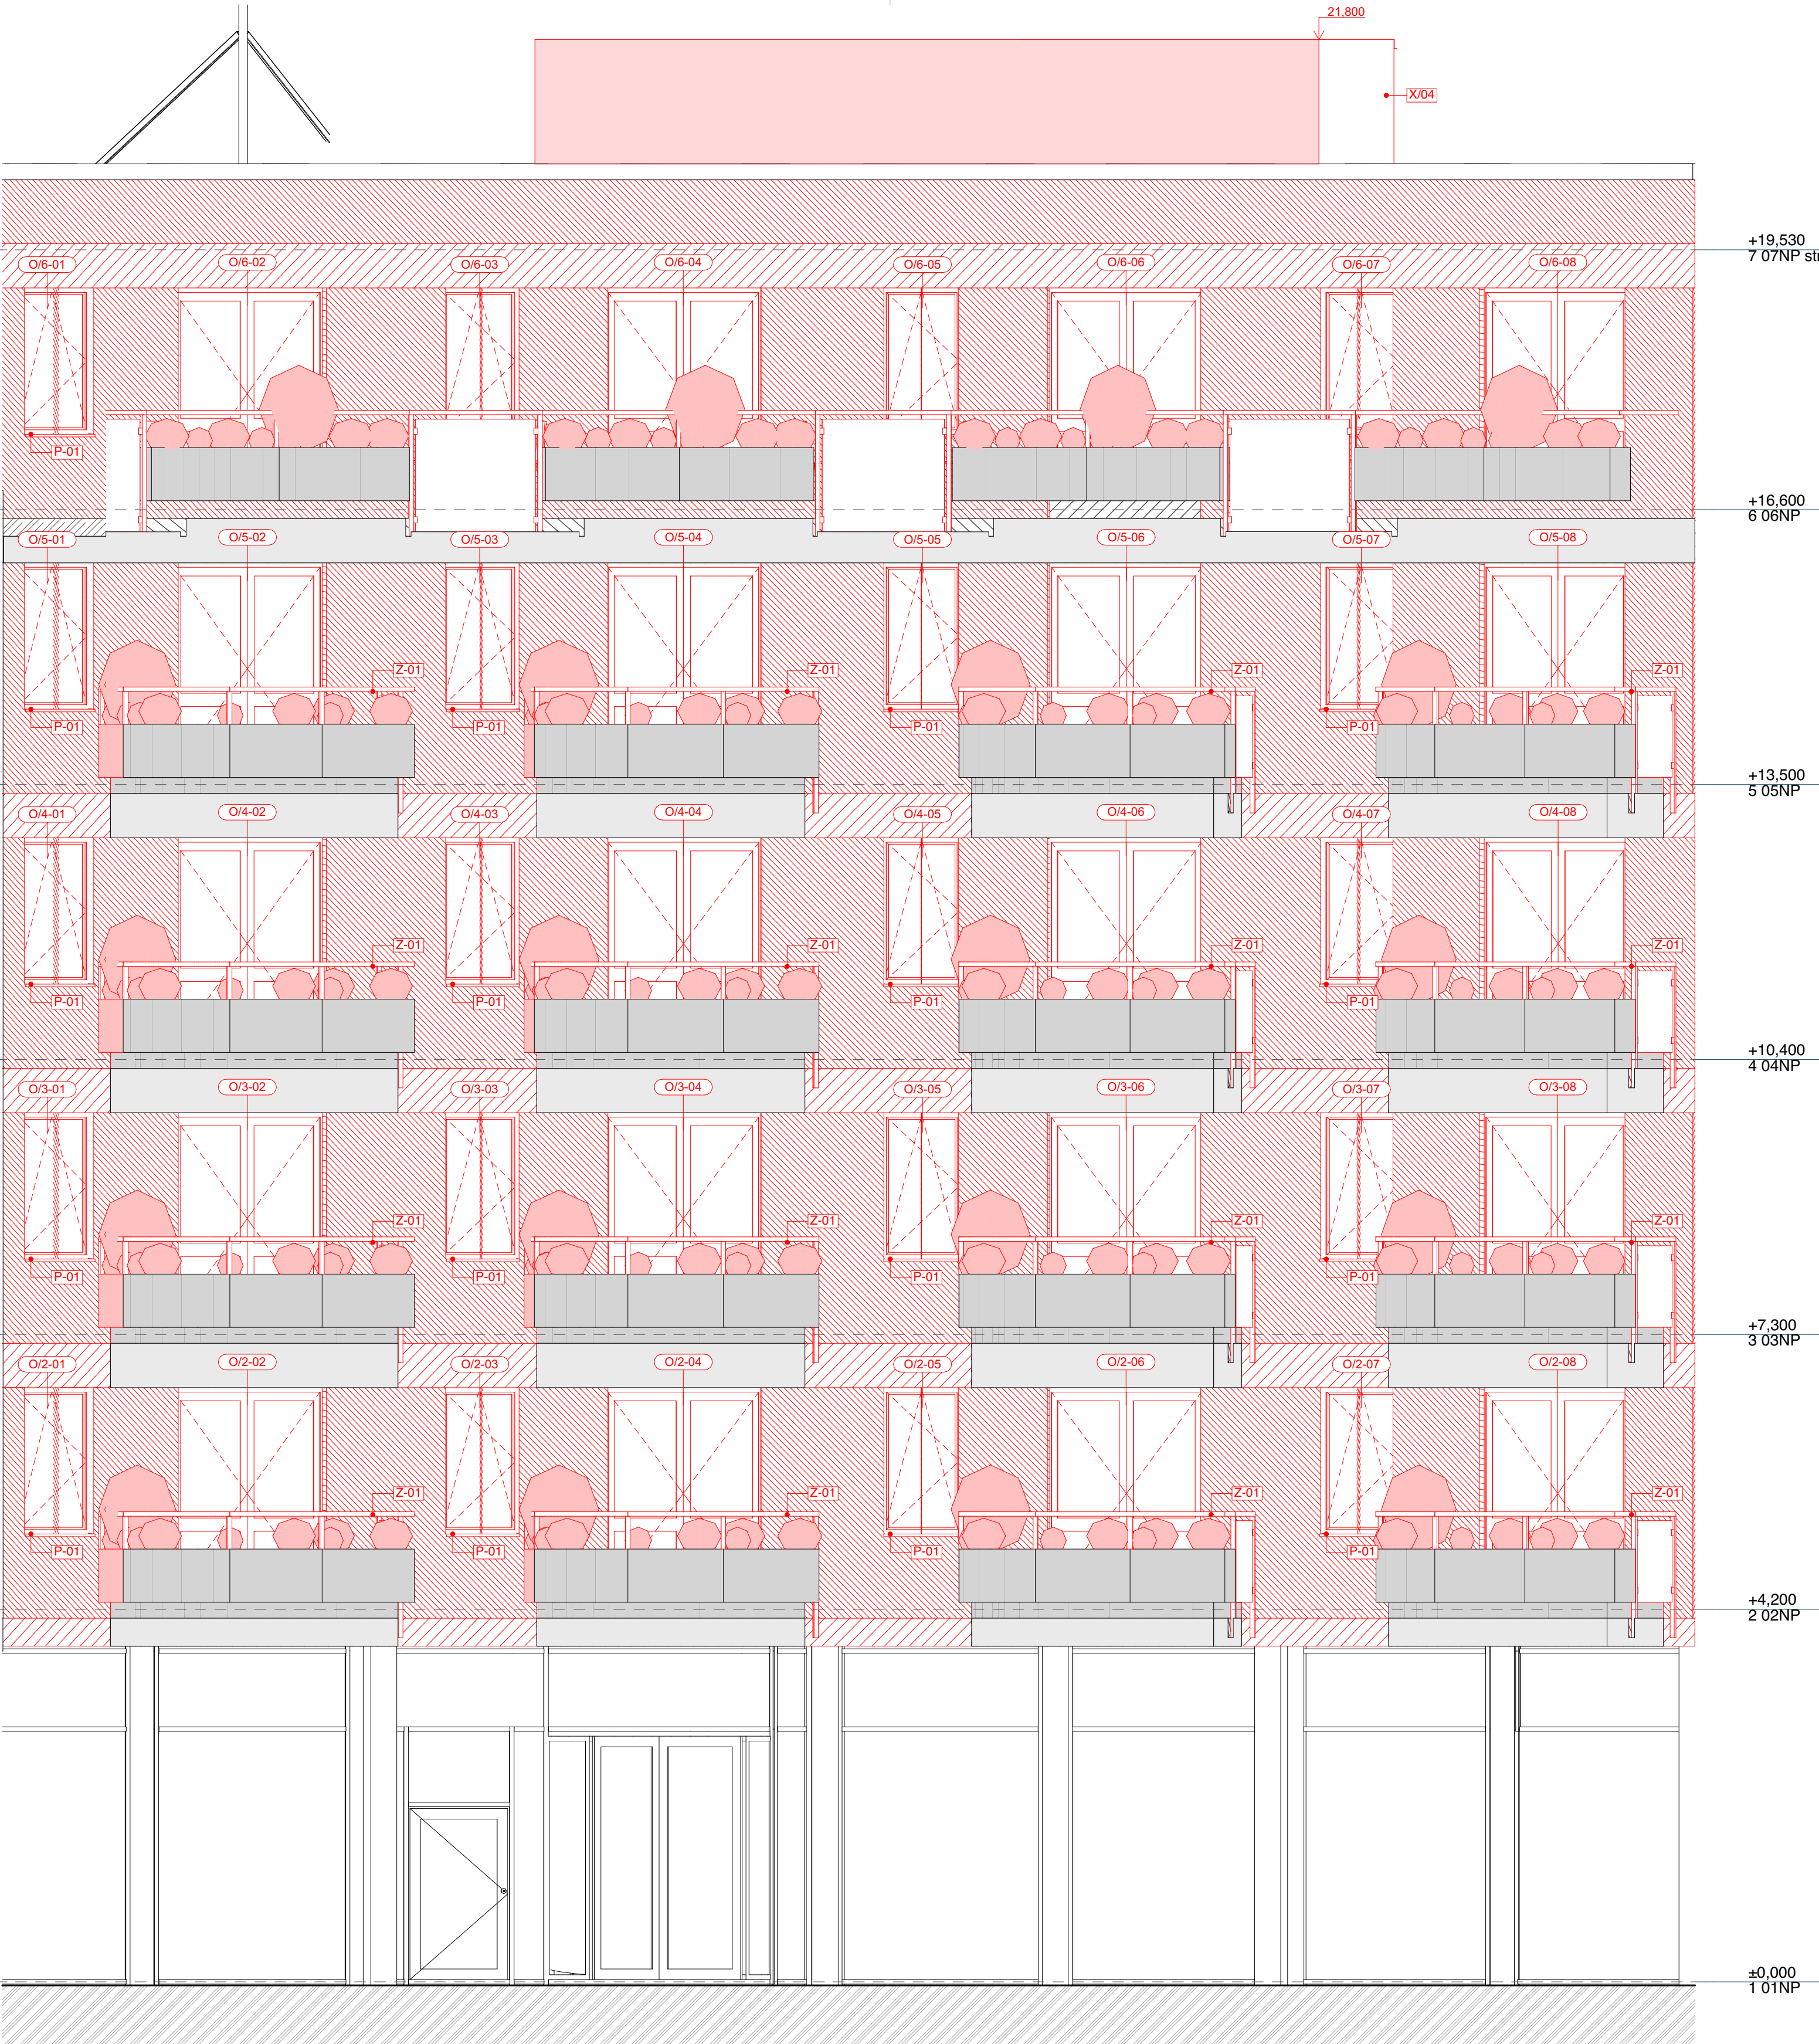 21,800
X/04
+19,530
7 07NP
O/6-01 O/6-02 O/6-03 O/6-04 O/6-05 O/6-06 O/6-07 O/6-08
P-01
+16,600
6 06NP
O/5-01 O/5-02 O/5-03 O/5-04 O/5-05 O/5-06 O/5-07 O/5-08
Z-01 Z-01 Z-01 Z-01
P-01 P-01 P-01 P-01
+13,500
5 05NP
O/4-01 O/4-02 O/4-03 O/4-04 O/4-05 O/4-06 O/4-07 O/4-08
Z-01 Z-01 Z-01 Z-01
P-01 P-01 P-01 P-01
+10,400
4 04NP
O/3-01 O/3-02 O/3-03 O/3-04 O/3-05 O/3-06 O/3-07 O/3-08
Z-01 Z-01 Z-01 Z-01
P-01 P-01 P-01 P-01
+7,300
3 03NP
O/2-01 O/2-02 O/2-03 O/2-04 O/2-05 O/2-06 O/2-07 O/2-08
Z-01 Z-01 Z-01 Z-01
P-01 P-01 P-01 P-01
+4,200
2 02NP
±0,000
1 01NP